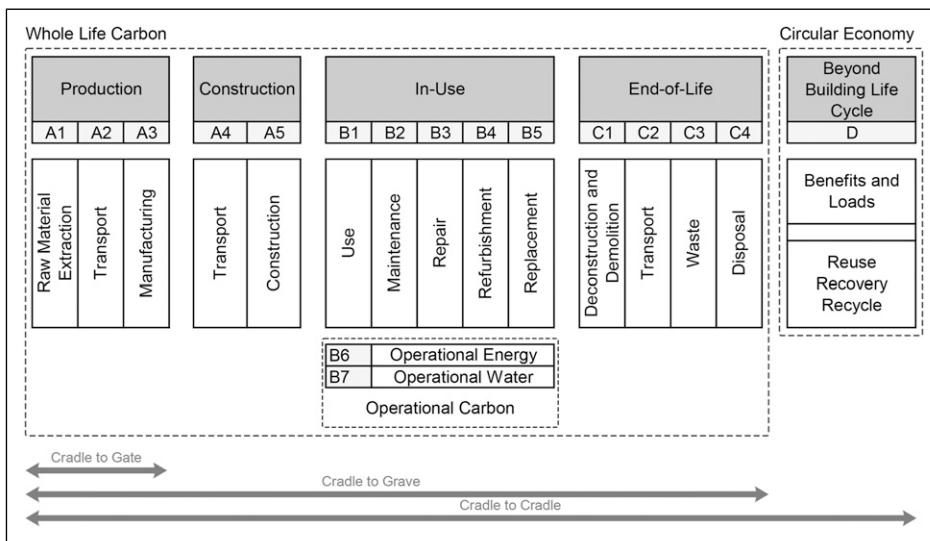 Whole Life Carbon
Circular Economy
Production
Construction
In-Use
End-of-Life
Beyond
Building Life
Cycle
A1
A2
A3
A4
A5
B1
B2
B3
B4
B5
C1
C2
C3
C4
D
Raw Material
Extraction
Transport
Manufacturing
Transport
Construction
Use
Maintenance
Repair
Refurbishment
Replacement
Deconstruction and
Demolition
Transport
Waste
Disposal
Benefits and
Loads
Reuse
Recovery
Recycle
B6 Operational Energy
B7 Operational Water
Operational Carbon
Cradle to Gate
Cradle to Grave
Cradle to Cradle